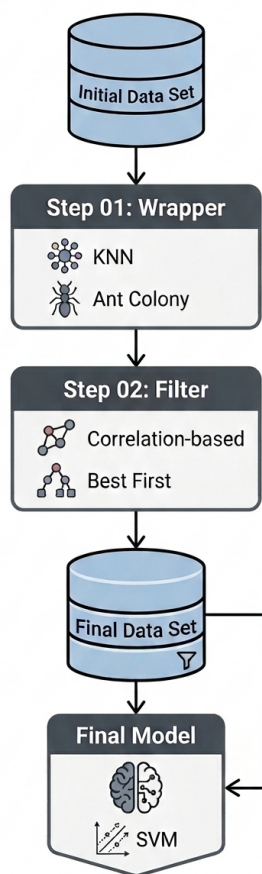 Initial Data Set
Step 01: Wrapper
KNN
Ant Colony
Step 02: Filter
Correlation-based
Best First
Final Data Set
Final Model
SVM